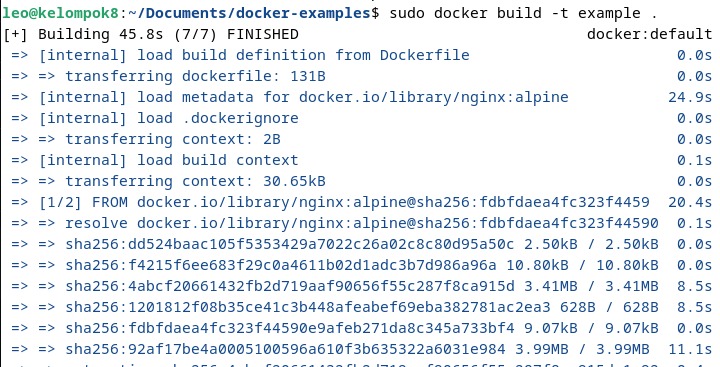 leo@kelompok8:~/Documents/docker-examples$ sudo docker build -t example .
[+] Building 45.8s (7/7) FINISHED docker:default
=> [internal] load build definition from Dockerfile 0.0s
=> => transferring dockerfile: 131B 0.0s
=> [internal] load metadata for docker.io/library/nginx:alpine 24.9s
=> [internal] load .dockerignore 0.0s
=> => transferring context: 2B 0.0s
=> [internal] load build context 0.1s
=> => transferring context: 30.65kB 0.0s
=> [1/2] FROM docker.io/library/nginx:alpine@sha256:fdbfdaea4fc323f4459 20.4s
=> => resolve docker.io/library/nginx:alpine@sha256:fdbfdaea4fc323f44590 0.1s
=> => sha256:dd524baac105f5353429a7022c26a02c8c80d95a50c 2.50kB / 2.50kB 0.0s
=> => sha256:f4215f6ee683f29c0a4611b02d1adc3b7d986a96a 10.80kB / 10.80kB 0.0s
=> => sha256:4abcf20661432fb2d719aaf90656f55c287f8ca915d 3.41MB / 3.41MB 8.5s
=> => sha256:1201812f08b35ce41c3b448afeabef69eba382781ac2ea3 628B / 628B 8.5s
=> => sha256:fdbfdaea4fc323f44590e9afeb271da8c345a733bf4 9.07kB / 9.07kB 0.0s
=> => sha256:92af17be4a0005100596a610f3b635322a6031e984 3.99MB / 3.99MB 11.1s